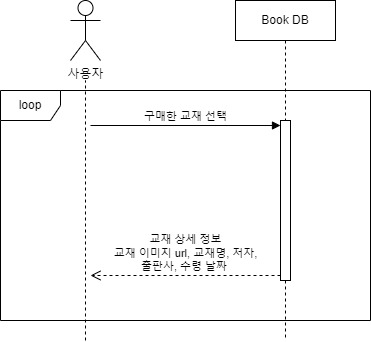 Book DB
사용자
loop
구매한 교재 선택
교재 상세 정보
교재 이미지 url, 교재명, 저자,
출판사, 수령 날짜